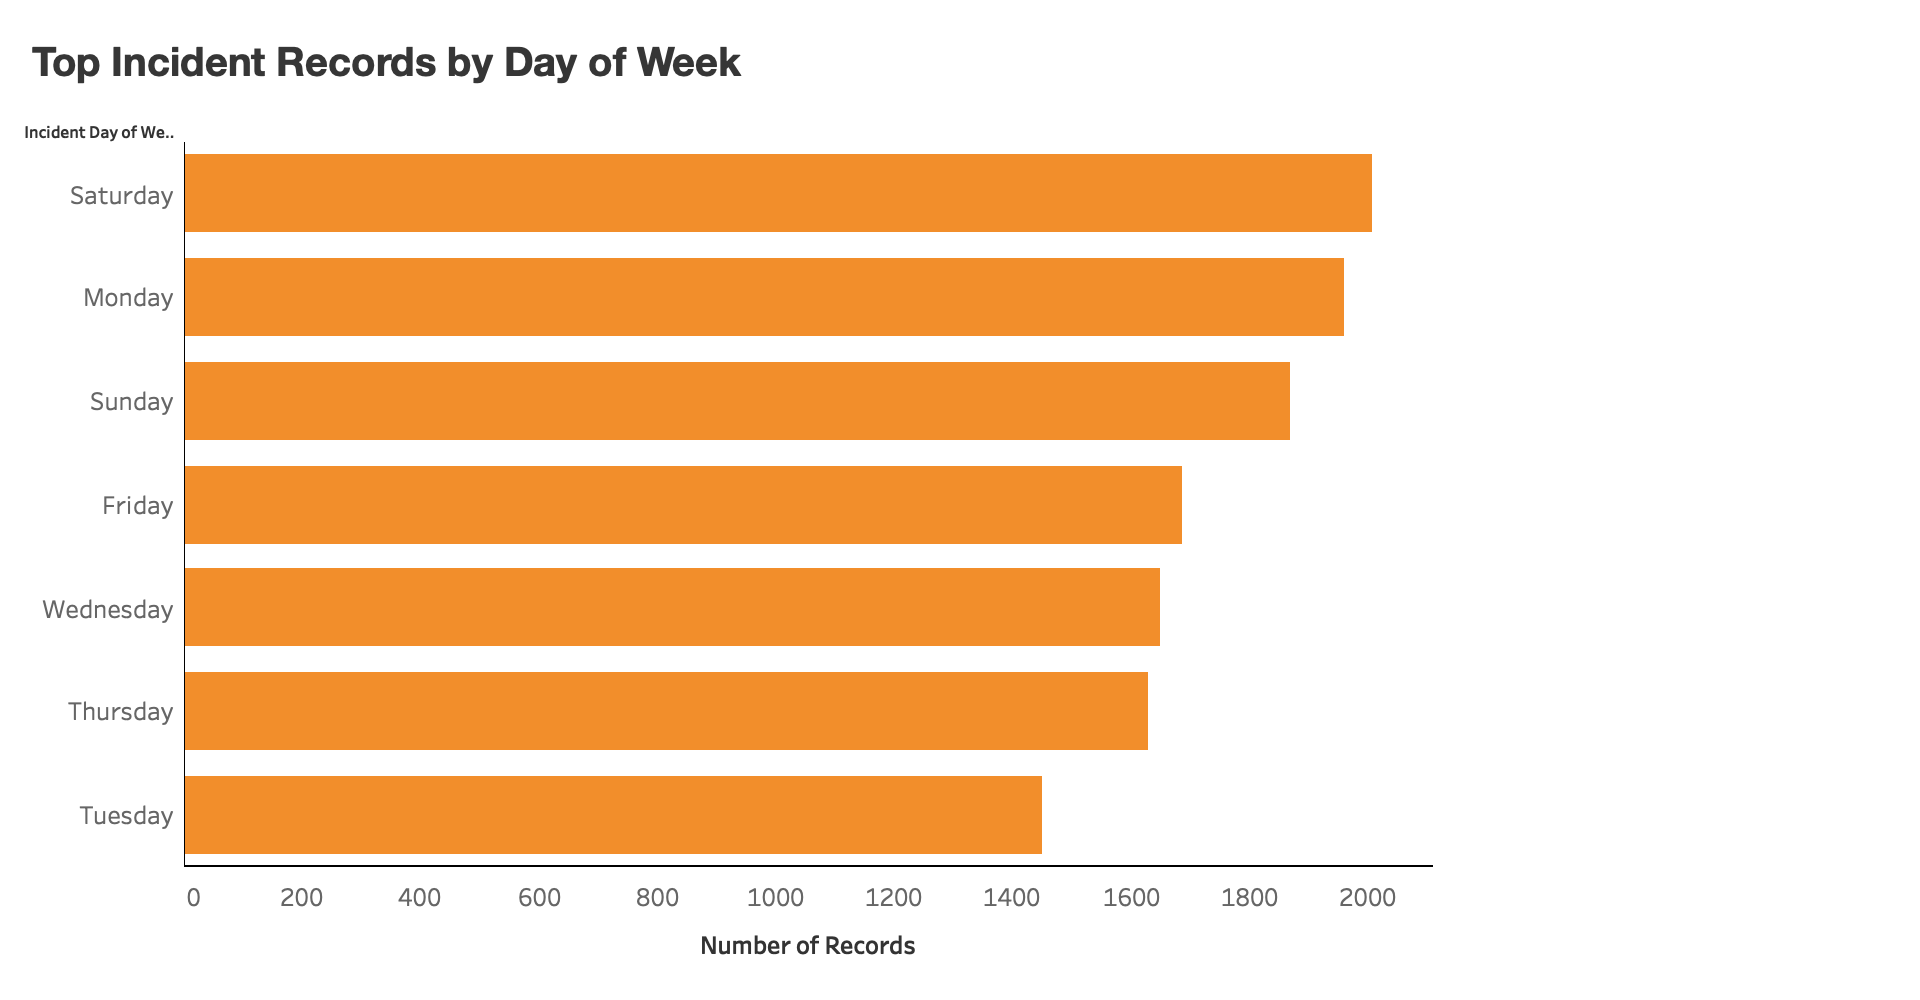 Top Incident Records by Day of Week
Incident Day of We..
Saturday
Monday
Sunday
Friday
Wednesday
Thursday
Tuesday
0 200 400 600 800 1000 1200 1400 1600 1800 2000
Number of Records